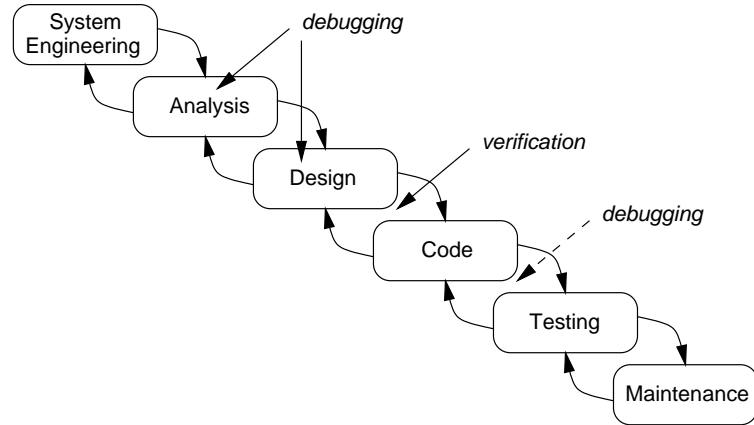 System
Engineering
debugging
Analysis
verification
Design
debugging
Code
Testing
Maintenance